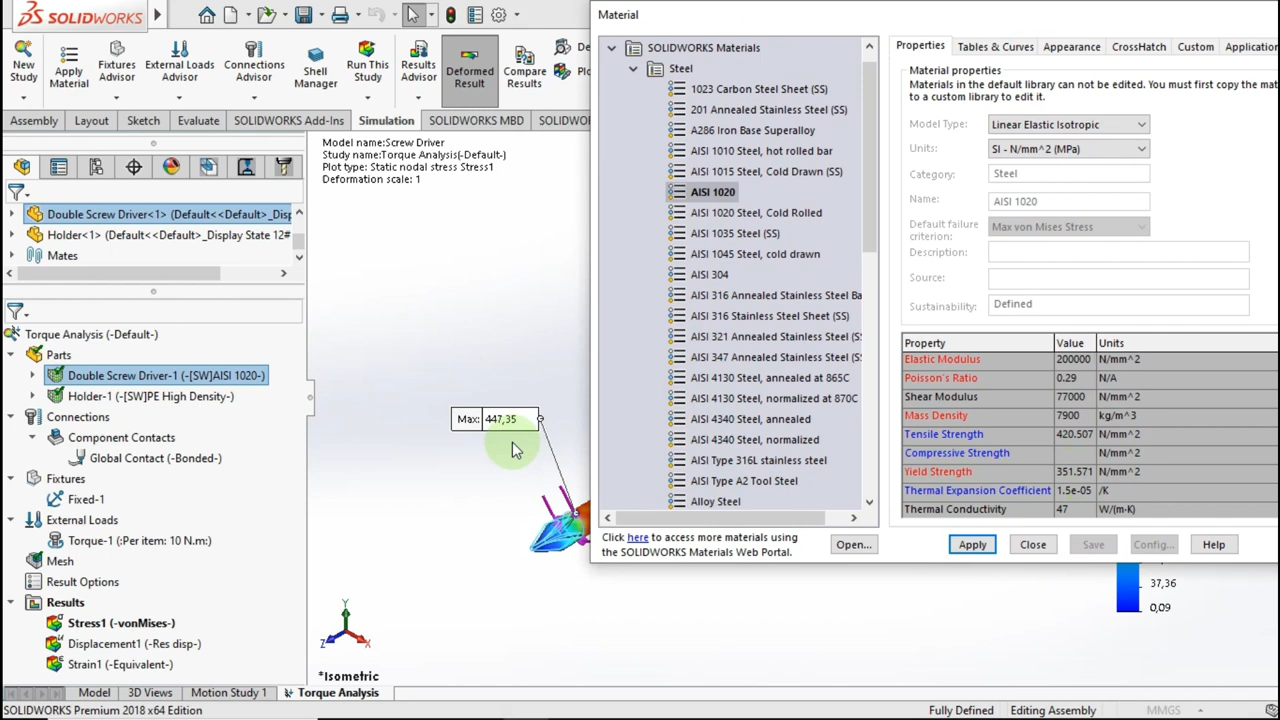 SOLIDWORKS
New Study
Apply Material
Fixtures Advisor
External Loads Advisor
Connections Advisor
Shell Manager
Run This Study
Results Advisor
Deformed Result
Compare Results
De
Plo
Assembly
Layout
Sketch
Evaluate
SOLIDWORKS Add-Ins
Simulation
SOLIDWORKS MBD
SOLIDWO
Double Screw Driver<1> (Default<<Default>_Disp
Holder<1> (Default<<Default>_Display State 12#
Mates
Torque Analysis (-Default-)
Parts
Double Screw Driver-1 (-[SW]AISI 1020-)
Holder-1 (-[SW]PE High Density-)
Connections
Component Contacts
Global Contact (-Bonded-)
Fixtures
Fixed-1
External Loads
Torque-1 (:Per item: 10 N.m:)
Mesh
Result Options
Results
Stress1 (-vonMises-)
Displacement1 (-Res disp-)
Strain1 (-Equivalent-)
Model name:Screw Driver
Study name:Torque Analysis(-Default-)
Plot type: Static nodal stress Stress1
Deformation scale: 1
Max: 447,35
Y
Z
X
*Isometric
37,36
0,09
Material
SOLIDWORKS Materials
Steel
1023 Carbon Steel Sheet (SS)
201 Annealed Stainless Steel (SS)
A286 Iron Base Superalloy
AISI 1010 Steel, hot rolled bar
AISI 1015 Steel, Cold Drawn (SS)
AISI 1020
AISI 1020 Steel, Cold Rolled
AISI 1035 Steel (SS)
AISI 1045 Steel, cold drawn
AISI 304
AISI 316 Annealed Stainless Steel Ba
AISI 316 Stainless Steel Sheet (SS)
AISI 321 Annealed Stainless Steel (S
AISI 347 Annealed Stainless Steel (S
AISI 4130 Steel, annealed at 865C
AISI 4130 Steel, normalized at 870C
AISI 4340 Steel, annealed
AISI 4340 Steel, normalized
AISI Type 316L stainless steel
AISI Type A2 Tool Steel
Alloy Steel
Click here to access more materials using
the SOLIDWORKS Materials Web Portal.
Open...
Properties
Tables & Curves
Appearance
CrossHatch
Custom
Application
Material properties
Materials in the default library can not be edited. You must first copy the mat
to a custom library to edit it.
Model Type: Linear Elastic Isotropic
Units: SI - N/mm^2 (MPa)
Category: Steel
Name: AISI 1020
Default failure criterion: Max von Mises Stress
Description:
Source:
Sustainability: Defined
Property Value Units
Elastic Modulus 200000 N/mm^2
Poisson's Ratio 0.29 N/A
Shear Modulus 77000 N/mm^2
Mass Density 7900 kg/m^3
Tensile Strength 420.507 N/mm^2
Compressive Strength N/mm^2
Yield Strength 351.571 N/mm^2
Thermal Expansion Coefficient 1.5e-05 /K
Thermal Conductivity 47 W/(m·K)
Apply
Close
Save
Config...
Help
Model
3D Views
Motion Study 1
Torque Analysis
SOLIDWORKS Premium 2018 x64 Edition
Fully Defined
Editing Assembly
MMGS